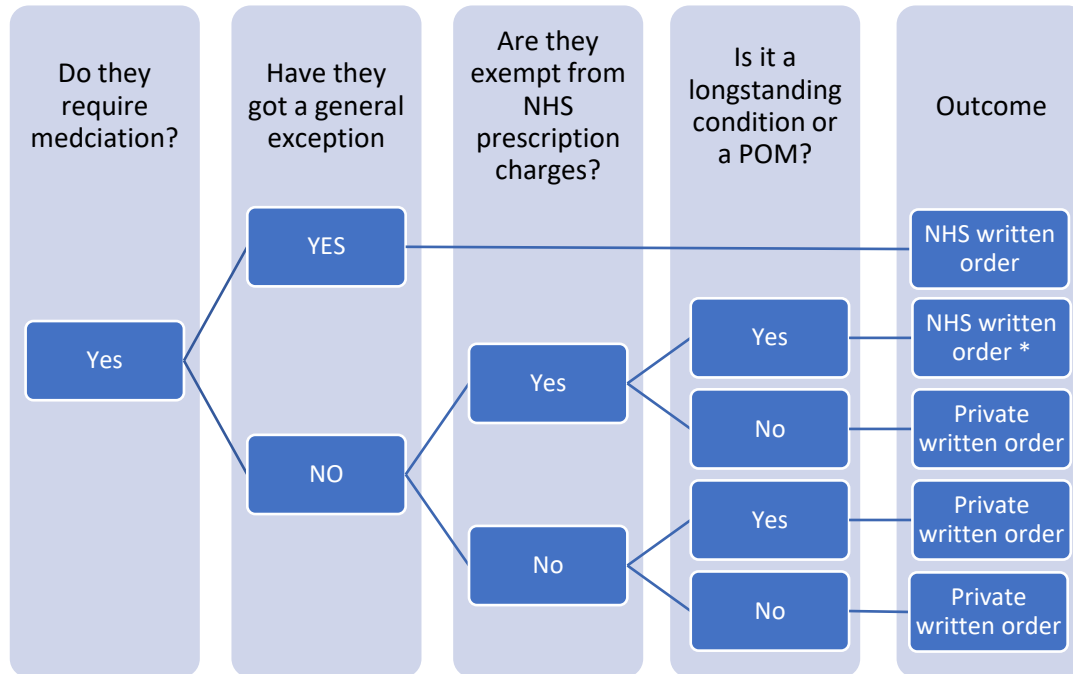 Do they
require
medciation?
Have they
got a general
exception
Are they
exempt from
NHS
prescription
charges?
Is it a
longstanding
condition or
a POM?
Outcome
Yes
YES
NO
Yes
No
Yes
No
Yes
No
NHS written
order
NHS written
order *
Private
written order
Private
written order
Private
written order